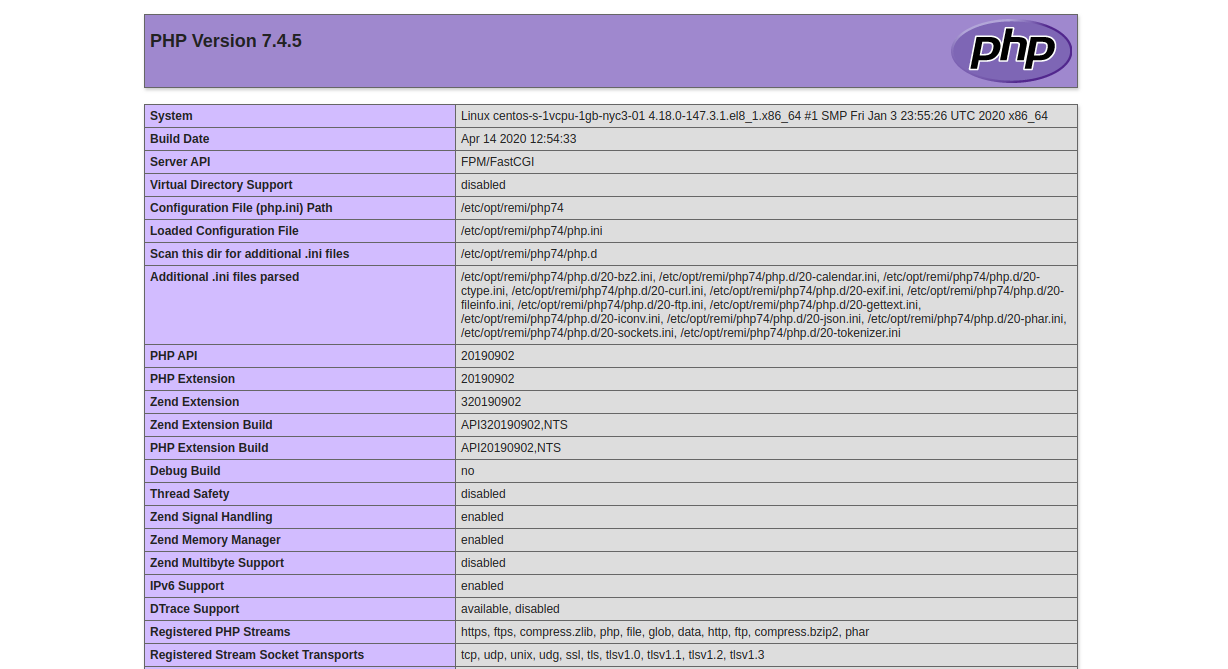 PHP Version 7.4.5
php
System Linux centos-s-1vcpu-1gb-nyc3-01 4.18.0-147.3.1.el8_1.x86_64 #1 SMP Fri Jan 3 23:55:26 UTC 2020 x86_64
Build Date Apr 14 2020 12:54:33
Server API FPM/FastCGI
Virtual Directory Support disabled
Configuration File (php.ini) Path /etc/opt/remi/php74
Loaded Configuration File /etc/opt/remi/php74/php.ini
Scan this dir for additional .ini files /etc/opt/remi/php74/php.d
Additional .ini files parsed /etc/opt/remi/php74/php.d/20-bz2.ini, /etc/opt/remi/php74/php.d/20-calendar.ini, /etc/opt/remi/php74/php.d/20-
ctype.ini, /etc/opt/remi/php74/php.d/20-curl.ini, /etc/opt/remi/php74/php.d/20-exif.ini, /etc/opt/remi/php74/php.d/20-
fileinfo.ini, /etc/opt/remi/php74/php.d/20-ftp.ini, /etc/opt/remi/php74/php.d/20-gettext.ini,
/etc/opt/remi/php74/php.d/20-iconv.ini, /etc/opt/remi/php74/php.d/20-json.ini, /etc/opt/remi/php74/php.d/20-phar.ini,
/etc/opt/remi/php74/php.d/20-sockets.ini, /etc/opt/remi/php74/php.d/20-tokenizer.ini
PHP API 20190902
PHP Extension 20190902
Zend Extension 320190902
Zend Extension Build API320190902,NTS
PHP Extension Build API20190902,NTS
Debug Build no
Thread Safety disabled
Zend Signal Handling enabled
Zend Memory Manager enabled
Zend Multibyte Support disabled
IPv6 Support enabled
DTrace Support available, disabled
Registered PHP Streams https, ftps, compress.zlib, php, file, glob, data, http, ftp, compress.bzip2, phar
Registered Stream Socket Transports tcp, udp, unix, udg, ssl, tls, tlsv1.0, tlsv1.1, tlsv1.2, tlsv1.3